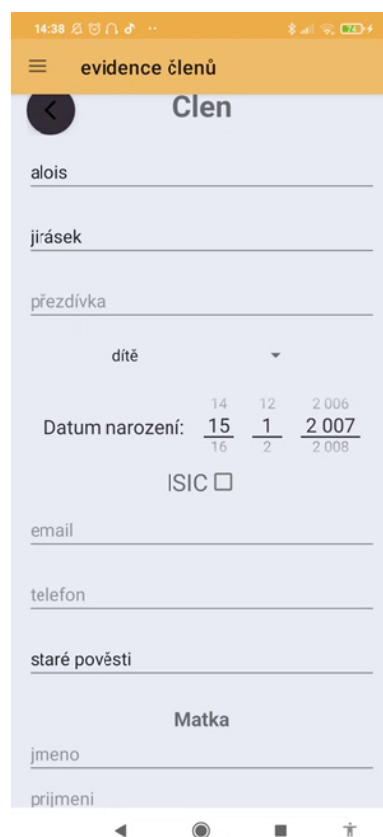 14:38
evidence členů
Clen
alois
jirásek
přezdívka
dítě
14 12 2 006
Datum narození: 15 1 2 007
16 2 2 008
ISIC
email
telefon
staré pověsti
Matka
jmeno
prijmeni